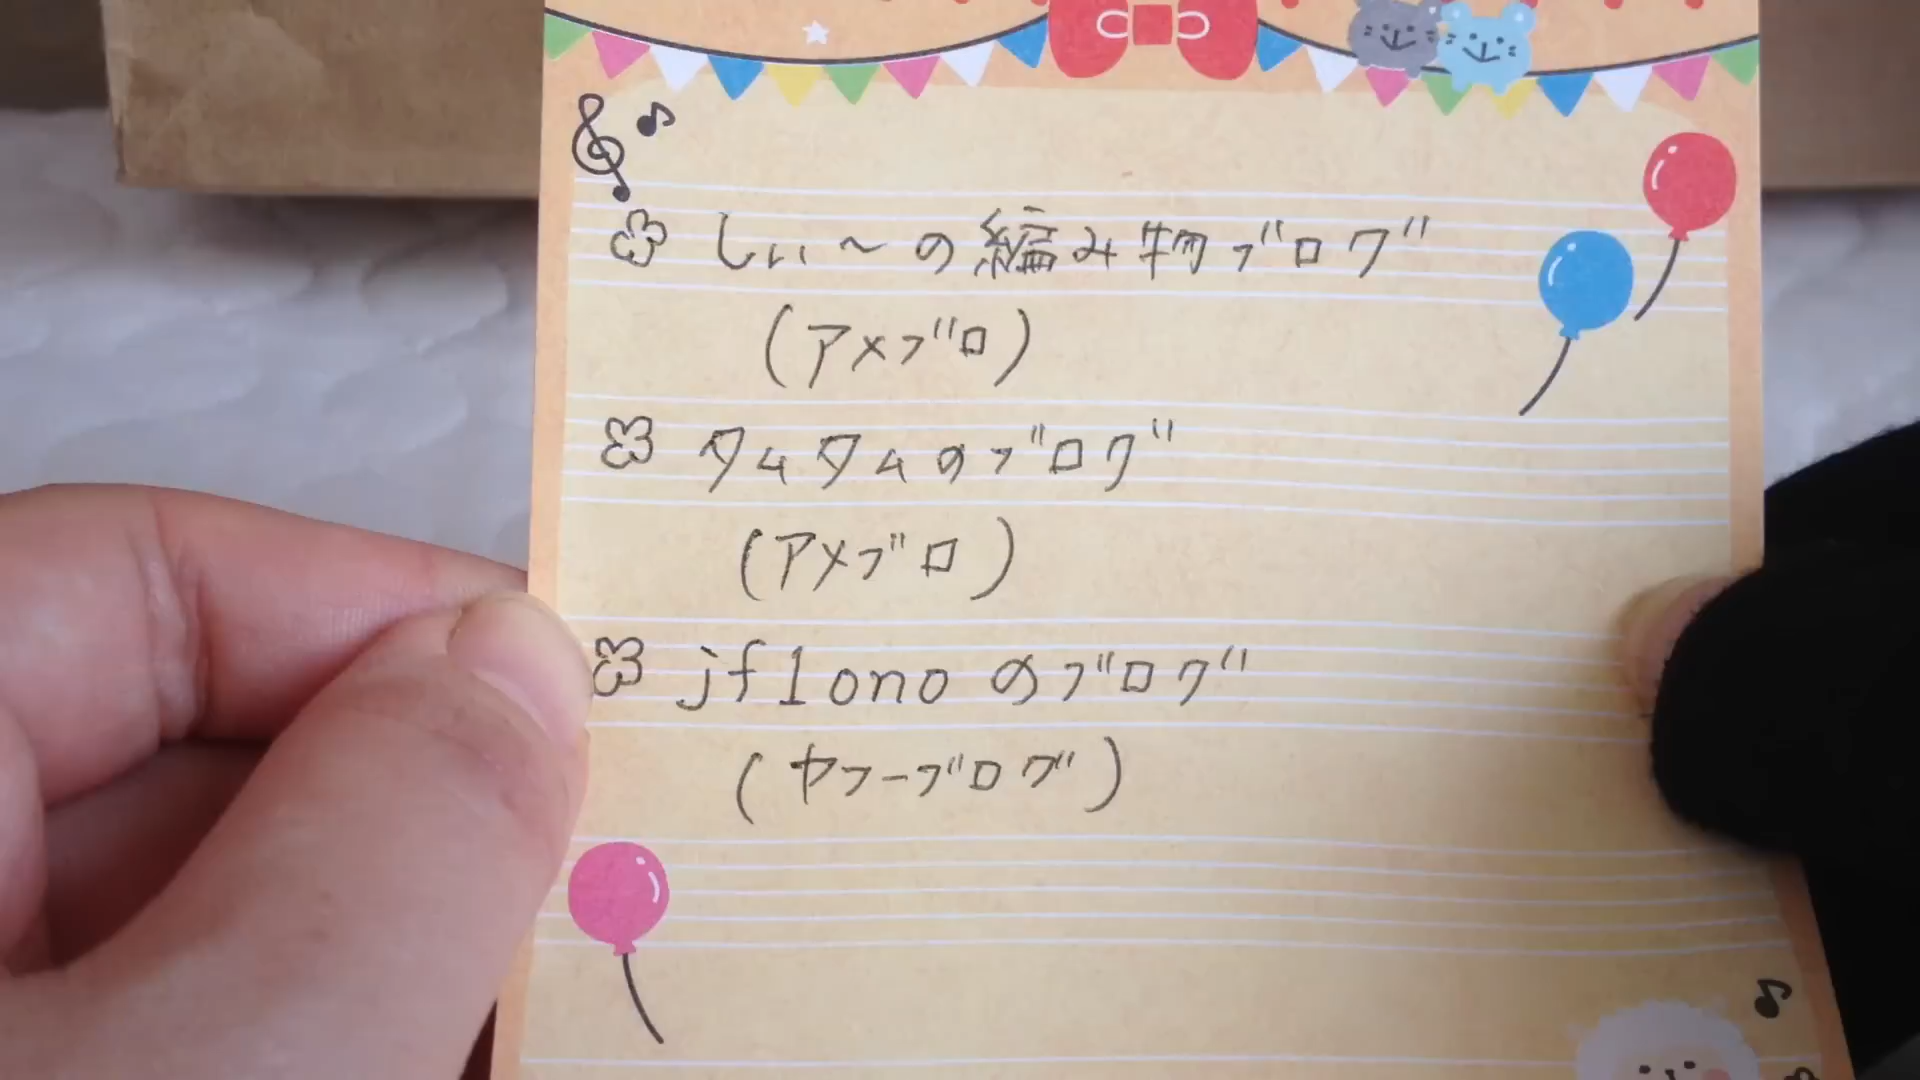 しぃ～の編み物ブログ
(アメブロ)
タムタムのブログ
(アメブロ)
jflonoのブログ
(ヤフーブログ)